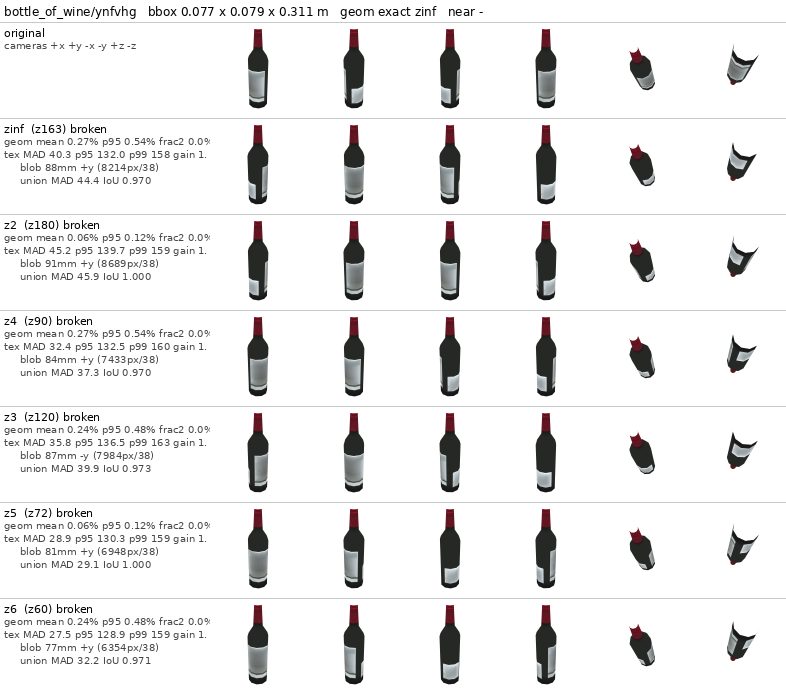 bottle_of_wine/ynfvhg bbox 0.077 x 0.079 x 0.311 m geom exact zinf near -
original
cameras +x +y -x -y +z -z
zinf (z163) broken
geom mean 0.27% p95 0.54% frac2 0.0%
tex MAD 40.3 p95 132.0 p99 158 gain 1.
blob 88mm +y (8214px/38)
union MAD 44.4 IoU 0.970
z2 (z180) broken
geom mean 0.06% p95 0.12% frac2 0.0%
tex MAD 45.2 p95 139.7 p99 159 gain 1.
blob 91mm +y (8689px/38)
union MAD 45.9 IoU 1.000
z4 (z90) broken
geom mean 0.27% p95 0.54% frac2 0.0%
tex MAD 32.4 p95 132.5 p99 160 gain 1.
blob 84mm +y (7433px/38)
union MAD 37.3 IoU 0.970
z3 (z120) broken
geom mean 0.24% p95 0.48% frac2 0.0%
tex MAD 35.8 p95 136.5 p99 163 gain 1.
blob 87mm -y (7984px/38)
union MAD 39.9 IoU 0.973
z5 (z72) broken
geom mean 0.06% p95 0.12% frac2 0.0%
tex MAD 28.9 p95 130.3 p99 159 gain 1.
blob 81mm +y (6948px/38)
union MAD 29.1 IoU 1.000
z6 (z60) broken
geom mean 0.24% p95 0.48% frac2 0.0%
tex MAD 27.5 p95 128.9 p99 159 gain 1.
blob 77mm +y (6354px/38)
union MAD 32.2 IoU 0.971